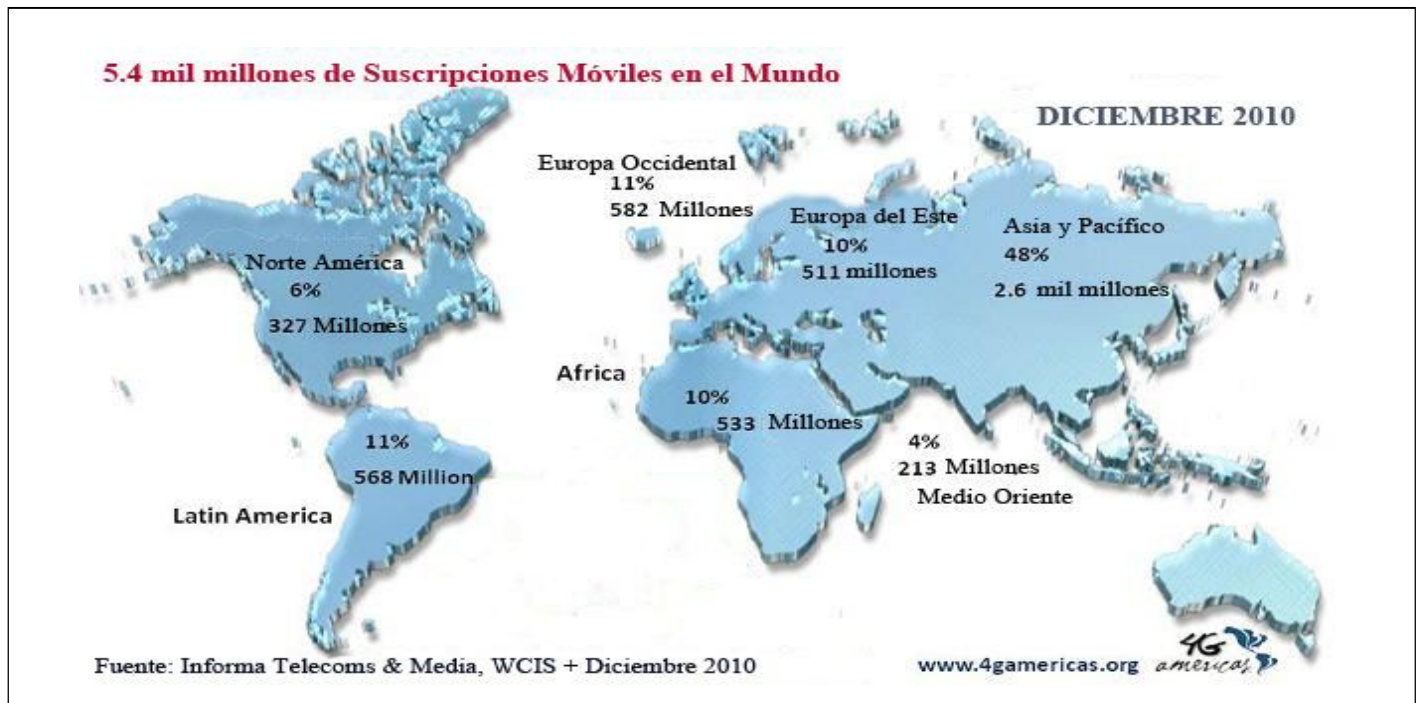 5.4 mil millones de Suscripciones Móviles en el Mundo
DICIEMBRE 2010
Europa Occidental
11%
582 Millones
Europa del Este
10%
511 millones
Asia y Pacífico
48%
2.6 mil millones
Norte América
6%
327 Millones
Africa
10%
533 Millones
11%
568 Million
Latin America
4%
213 Millones
Medio Oriente
Fuente: Informa Telecoms & Media, WCIS + Diciembre 2010
www.4gamericas.org
4G
americas